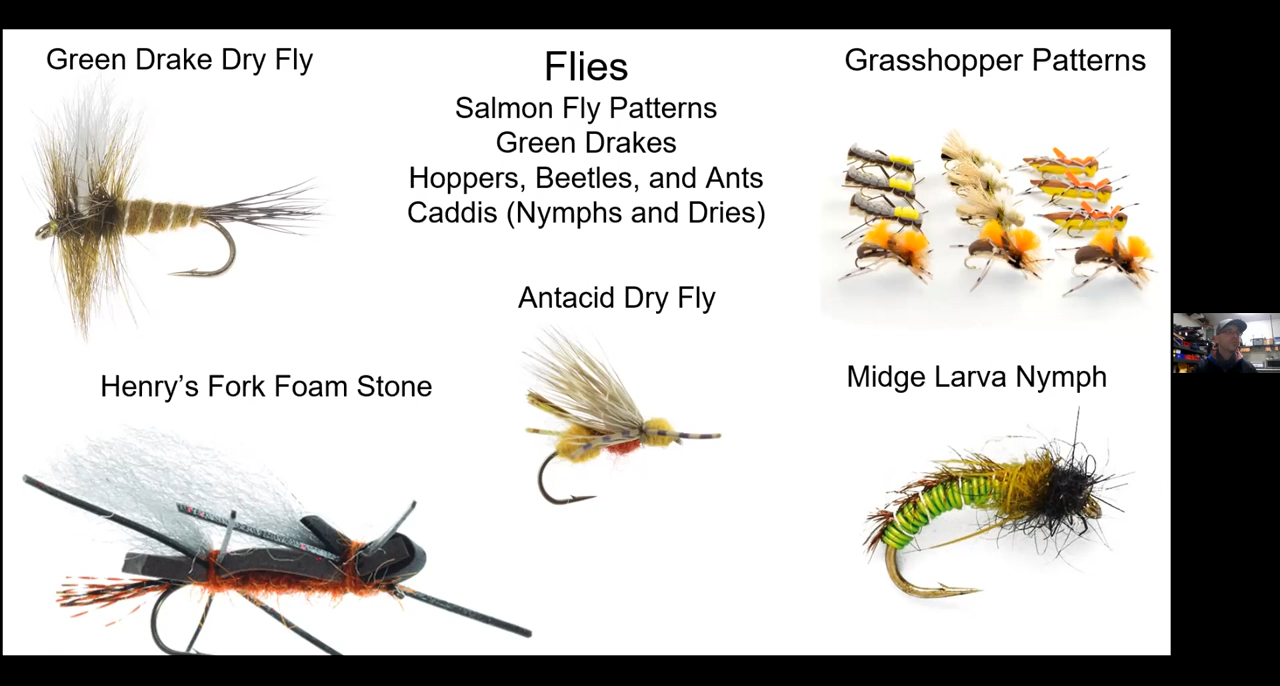 Green Drake Dry Fly
Flies
Salmon Fly Patterns
Green Drakes
Hoppers, Beetles, and Ants
Caddis (Nymphs and Dries)
Grasshopper Patterns
Antacid Dry Fly
Henry’s Fork Foam Stone
Midge Larva Nymph